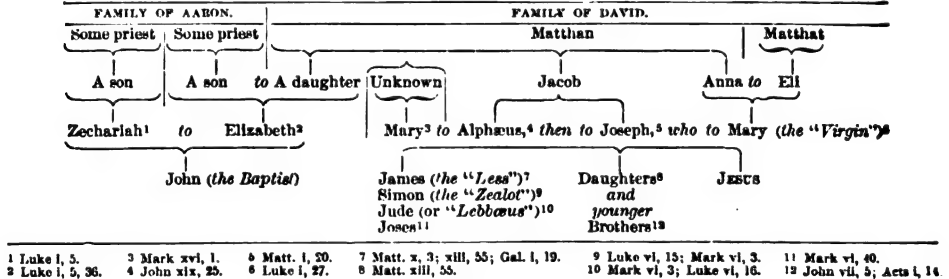 FAMILY OF AARON. FAMILY OF DAVID.
Some priest Some priest Matthan Matthat
A son A son to A daughter Unknown Jacob Anna to Eli
Zechariah¹ to Elizabeth² Mary³ to Alphæus,⁴ then to Joseph,⁵ who to Mary (the "Virgin")⁶
John (the Baptist) James (the "Less")⁷ Daughters⁸ JESUS
Simon (the "Zealot")⁹ and
Jude (or "Lebbæus")¹⁰ younger
Joses¹¹ Brothers¹²
1 Luke i, 5. 3 Mark xvi, 1. 5 Matt. i, 20. 7 Matt. x, 3; xiii, 55; Gal. i, 19. 9 Luke vi, 15; Mark vi, 3. 11 Mark vi, 40.
2 Luke i, 5, 36. 4 John xix, 25. 6 Luke i, 27. 8 Matt. xiii, 55. 10 Mark vi, 3; Luke vi, 16. 12 John vii, 5; Acts i, 14.